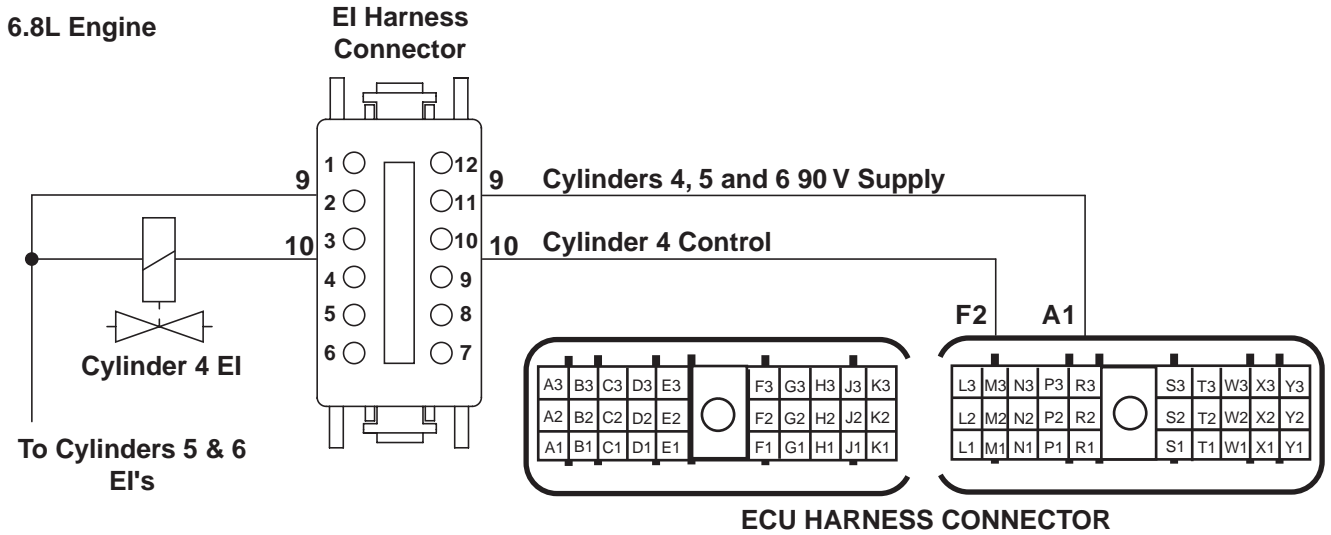 6.8L Engine
EI Harness
Connector
1 12
9 9 Cylinders 4, 5 and 6 90 V Supply
2 11
10 3 10 10 Cylinder 4 Control
4 9
5 8
6 7
Cylinder 4 EI
To Cylinders 5 & 6
EI's
F2 A1
A3 B3 C3 D3 E3 F3 G3 H3 J3 K3
A2 B2 C2 D2 E2 F2 G2 H2 J2 K2
A1 B1 C1 D1 E1 F1 G1 H1 J1 K1
L3 M3 N3 P3 R3 S3 T3 W3 X3 Y3
L2 M2 N2 P2 R2 S2 T2 W2 X2 Y2
L1 M1 N1 P1 R1 S1 T1 W1 X1 Y1
ECU HARNESS CONNECTOR